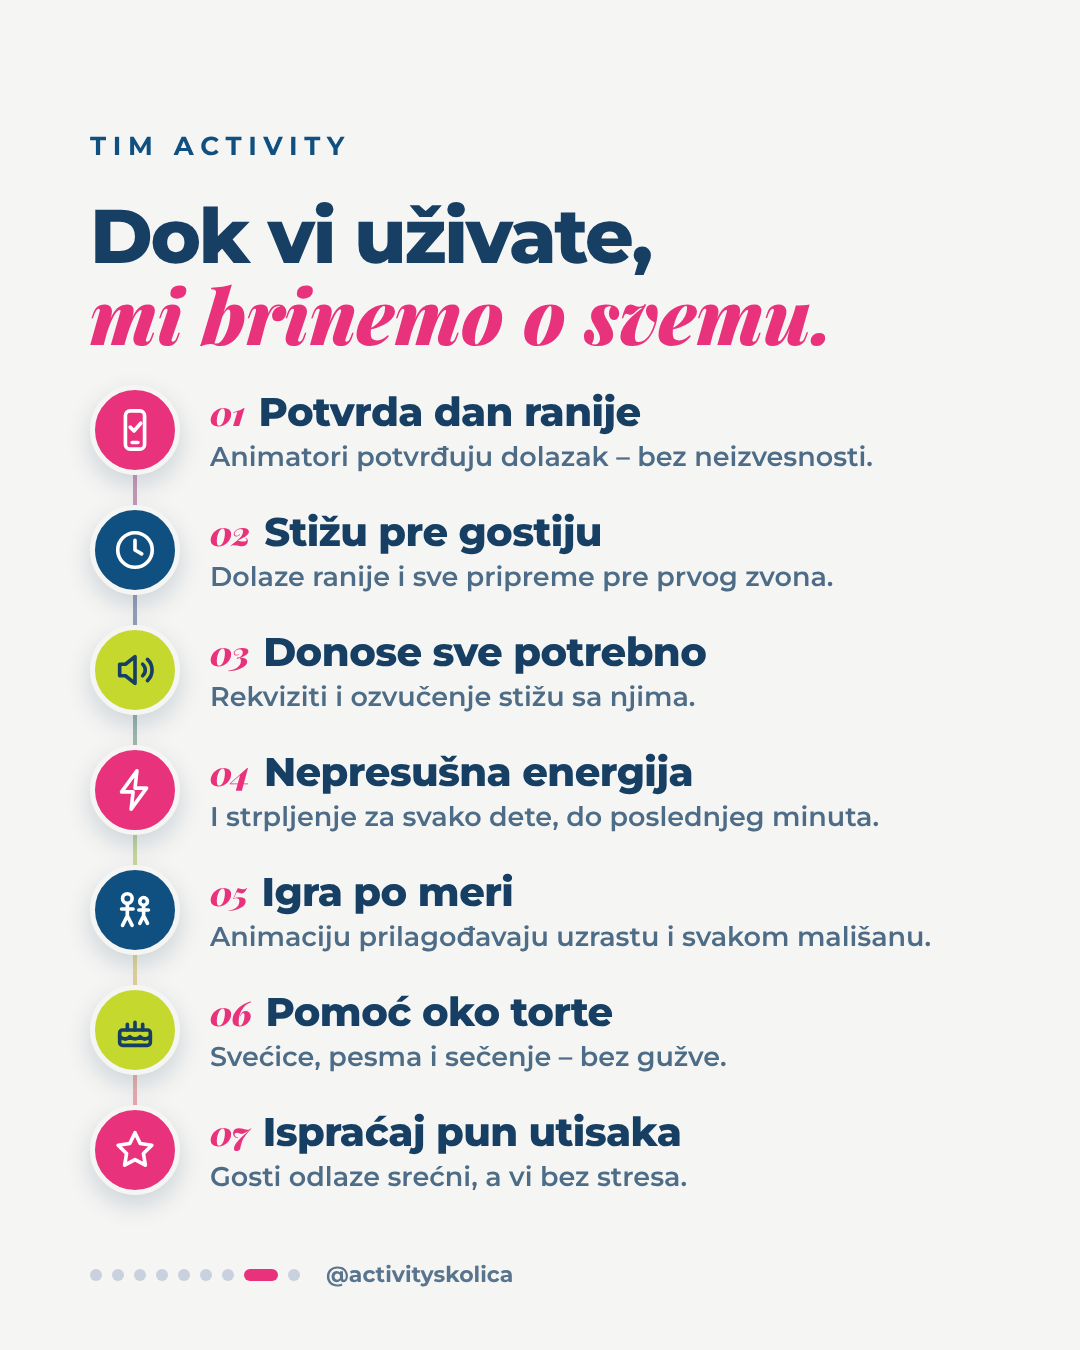 TIM ACTIVITY
Dok vi uživate,
mi brinemo o svemu.
01 Potvrda dan ranije
Animatori potvrđuju dolazak – bez neizvesnosti.
02 Stižu pre gostiju
Dolaze ranije i sve pripreme pre prvog zvona.
03 Donose sve potrebno
Rekviziti i ozvučenje stižu sa njima.
04 Nepresušna energija
I strpljenje za svako dete, do poslednjeg minuta.
05 Igra po meri
Animaciju prilagođavaju uzrastu i svakom mališanu.
06 Pomoć oko torte
Svećice, pesma i sečenje – bez gužve.
07 Ispraćaj pun utisaka
Gosti odlaze srećni, a vi bez stresa.
@activityskolica